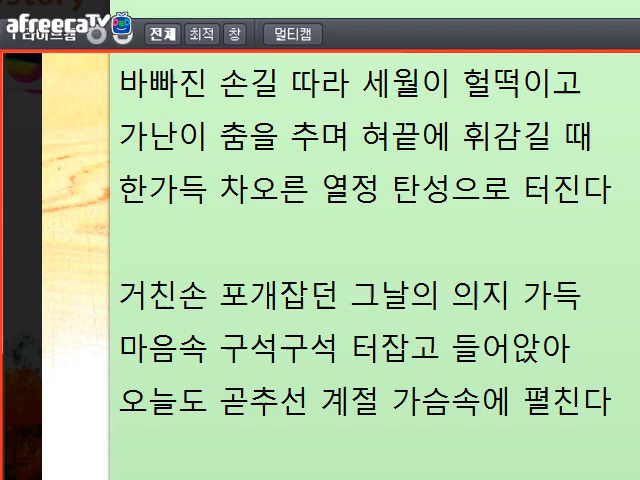 afreecaTV
전체 최적 창 멀티캠
바빠진 손길 따라 세월이 헐떡이고
가난이 춤을 추며 혀끝에 휘감길 때
한가득 차오른 열정 탄성으로 터진다
거친손 포개잡던 그날의 의지 가득
마음속 구석구석 터잡고 들어앉아
오늘도 곧추선 계절 가슴속에 펼친다